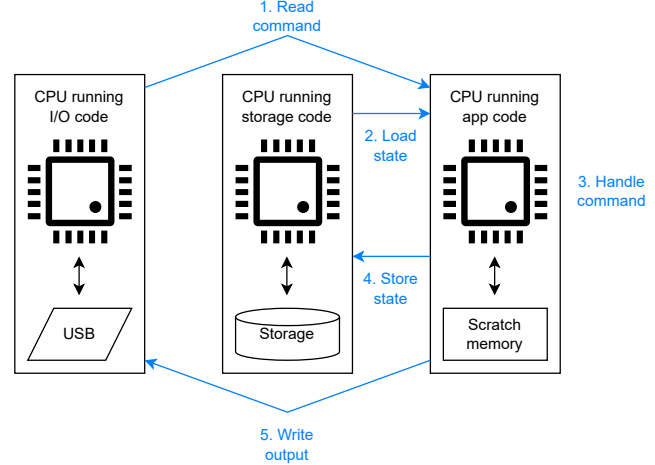 1. Read
command
CPU running
I/O code
USB
CPU running
storage code
Storage
CPU running
app code
Scratch
memory
2. Load
state
3. Handle
command
4. Store
state
5. Write
output